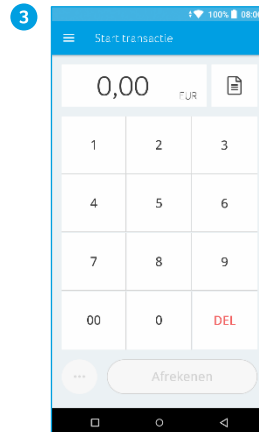 3
100% 08:00
Start transactie
0,00 EUR
1 2 3
4 5 6
7 8 9
00 0 DEL
... Afrekenen